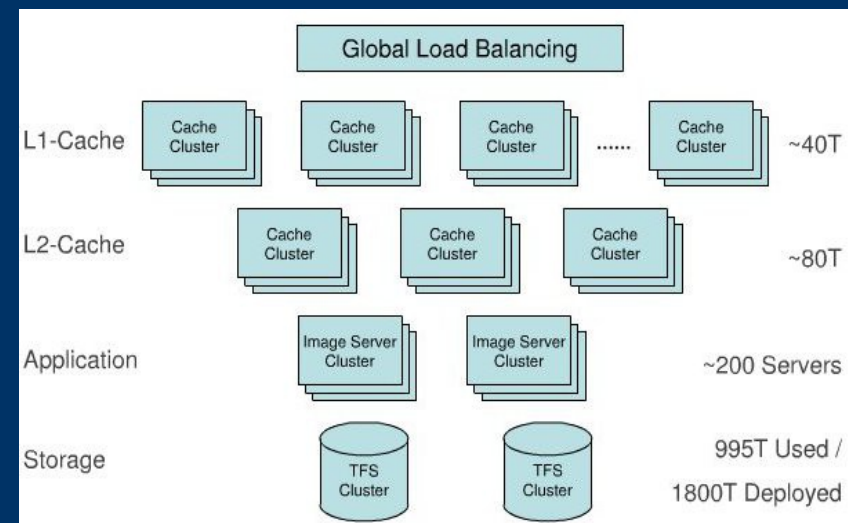 Global Load Balancing
L1-Cache
Cache
Cluster
Cache
Cluster
Cache
Cluster
......
Cache
Cluster
~40T
L2-Cache
Cache
Cluster
Cache
Cluster
Cache
Cluster
~80T
Application
Image Server
Cluster
Image Server
Cluster
~200 Servers
Storage
TFS
Cluster
TFS
Cluster
995T Used /
1800T Deployed